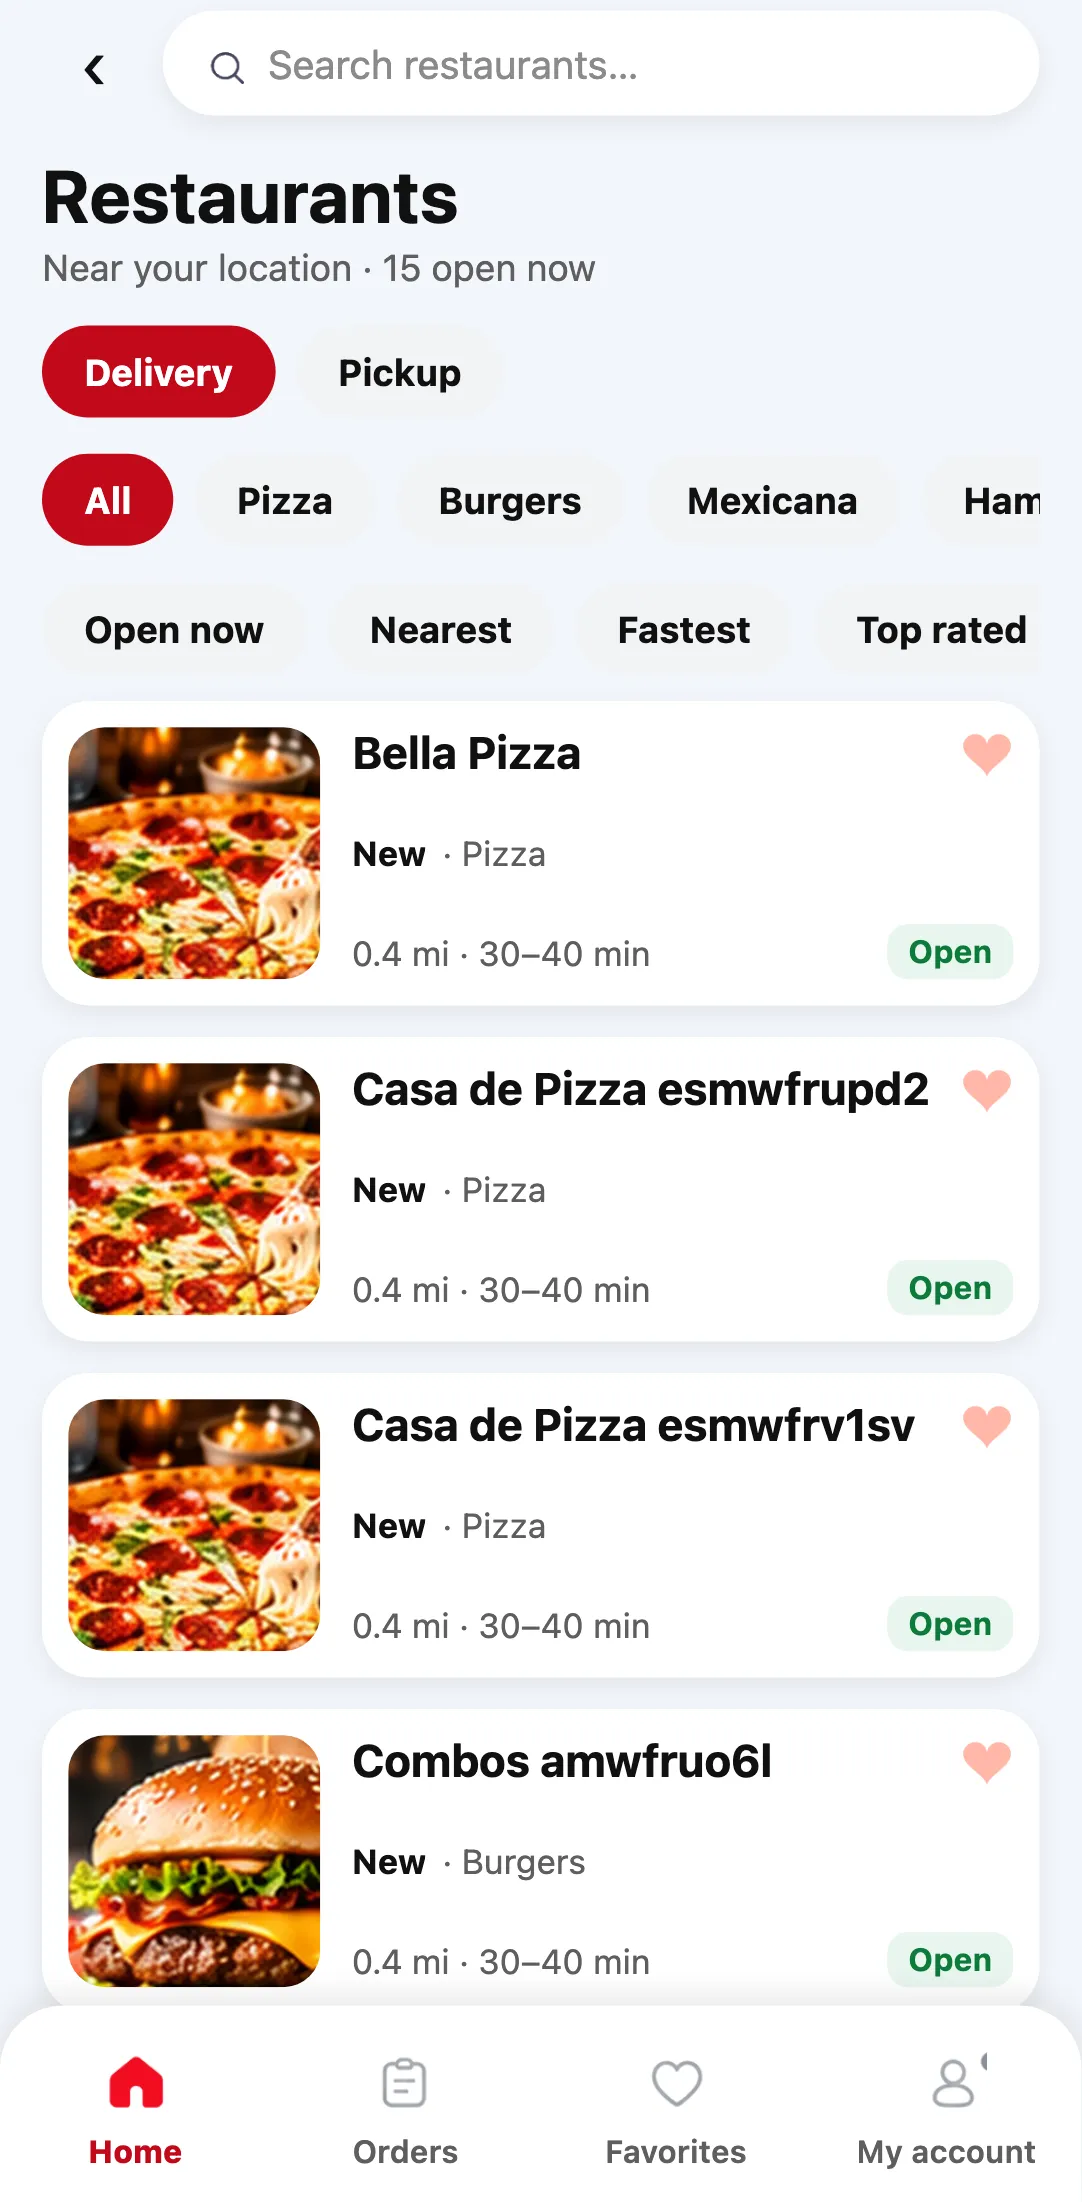 Search restaurants...
Restaurants
Near your location · 15 open now
Delivery Pickup
All Pizza Burgers Mexicana Ham
Open now Nearest Fastest Top rated
Bella Pizza
New · Pizza
0.4 mi · 30–40 min Open
Casa de Pizza esmwfrupd2
New · Pizza
0.4 mi · 30–40 min Open
Casa de Pizza esmwfrv1sv
New · Pizza
0.4 mi · 30–40 min Open
Combos amwfruo6l
New · Burgers
0.4 mi · 30–40 min Open
Home Orders Favorites My account